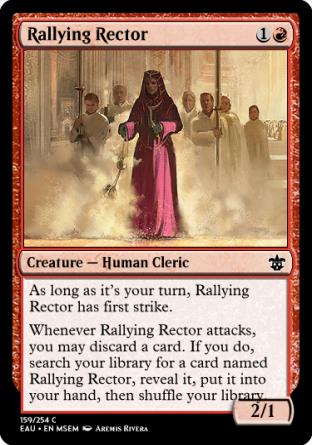 Rallying Rector 1
Creature — Human Cleric
As long as it's your turn, Rallying
Rector has first strike.
Whenever Rallying Rector attacks,
you may discard a card. If you do,
search your library for a card named
Rallying Rector, reveal it, put it into
your hand, then shuffle your library.
2/1
159/254 C
EAU • EN MSEM Aremis Rivera